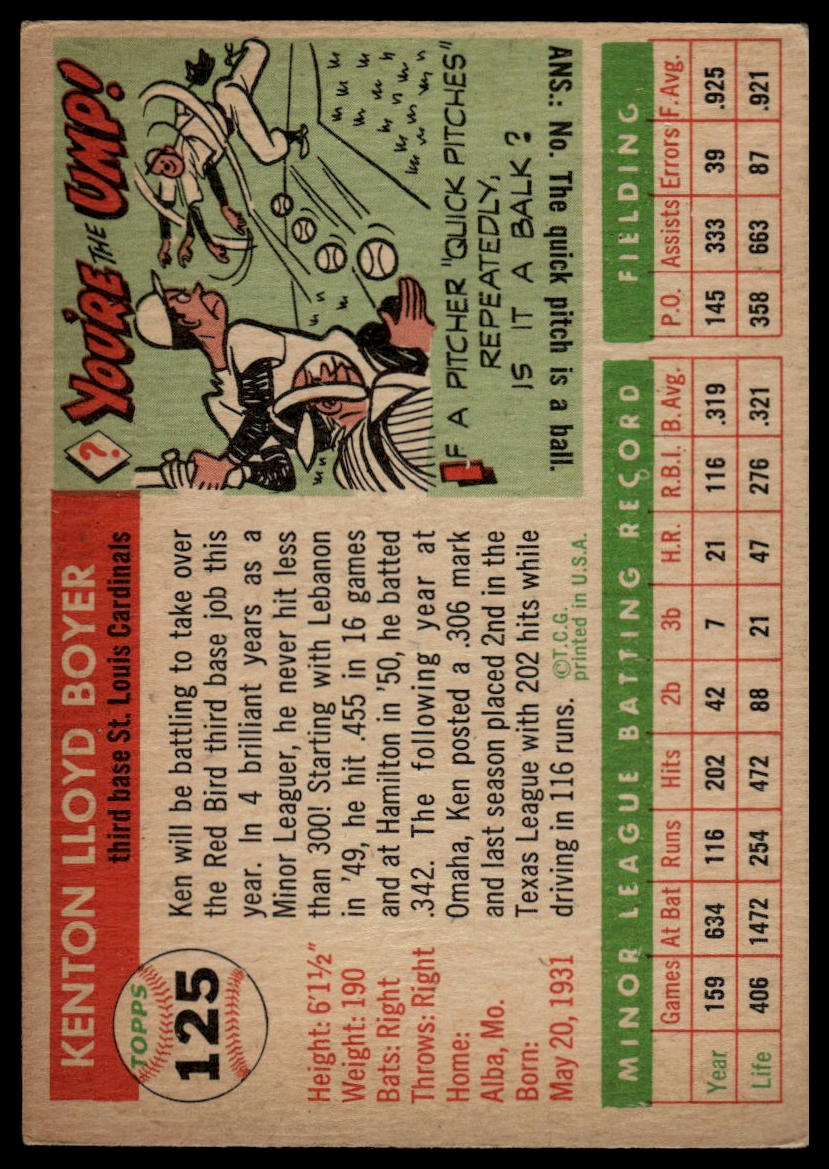 KENTON LLOYD BOYER
third base St. Louis Cardinals
TOPPS
125
Height: 6'1½"
Weight: 190
Bats: Right
Throws: Right
Home:
Alba, Mo.
Born:
May 20, 1931
Ken will be battling to take over
the Red Bird third base job this
year. In 4 brilliant years as a
Minor Leaguer, he never hit less
than 300! Starting with Lebanon
in '49, he hit .455 in 16 games
and at Hamilton in '50, he batted
.342. The following year at
Omaha, Ken posted a .306 mark
and last season placed 2nd in the
Texas League with 202 hits while
driving in 116 runs.
©T.C.G.
printed in U.S.A.
? YOU'RE THE UMP!
IF A PITCHER "QUICK PITCHES"
REPEATEDLY,
IS IT A BALK?
ANS.: No. The quick pitch is a ball.
MINOR LEAGUE BATTING RECORD FIELDING
Games At Bat Runs Hits 2b 3b H.R. R.B.I. B. Avg. P.O. Assists Errors F. Avg.
Year 159 634 116 202 42 7 21 116 .319 145 333 39 .925
Life 406 1472 254 472 88 21 47 276 .321 358 663 87 .921